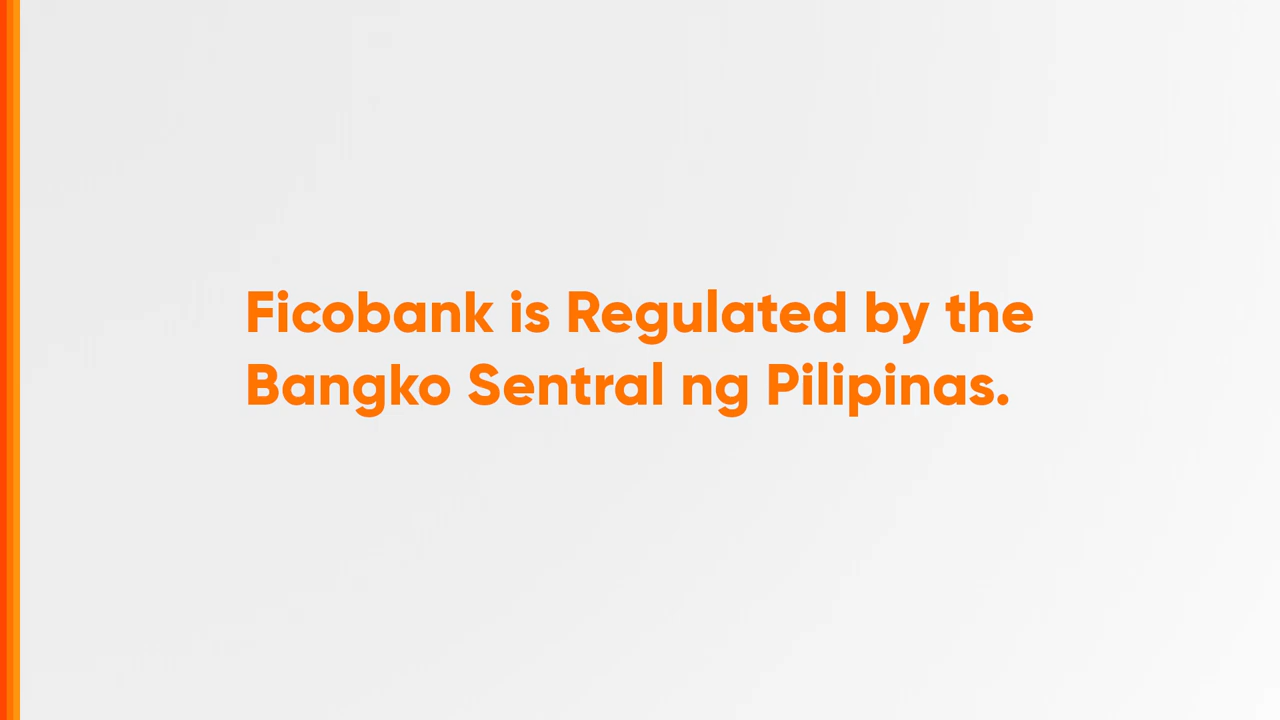 Ficobank is Regulated by the
Bangko Sentral ng Pilipinas.